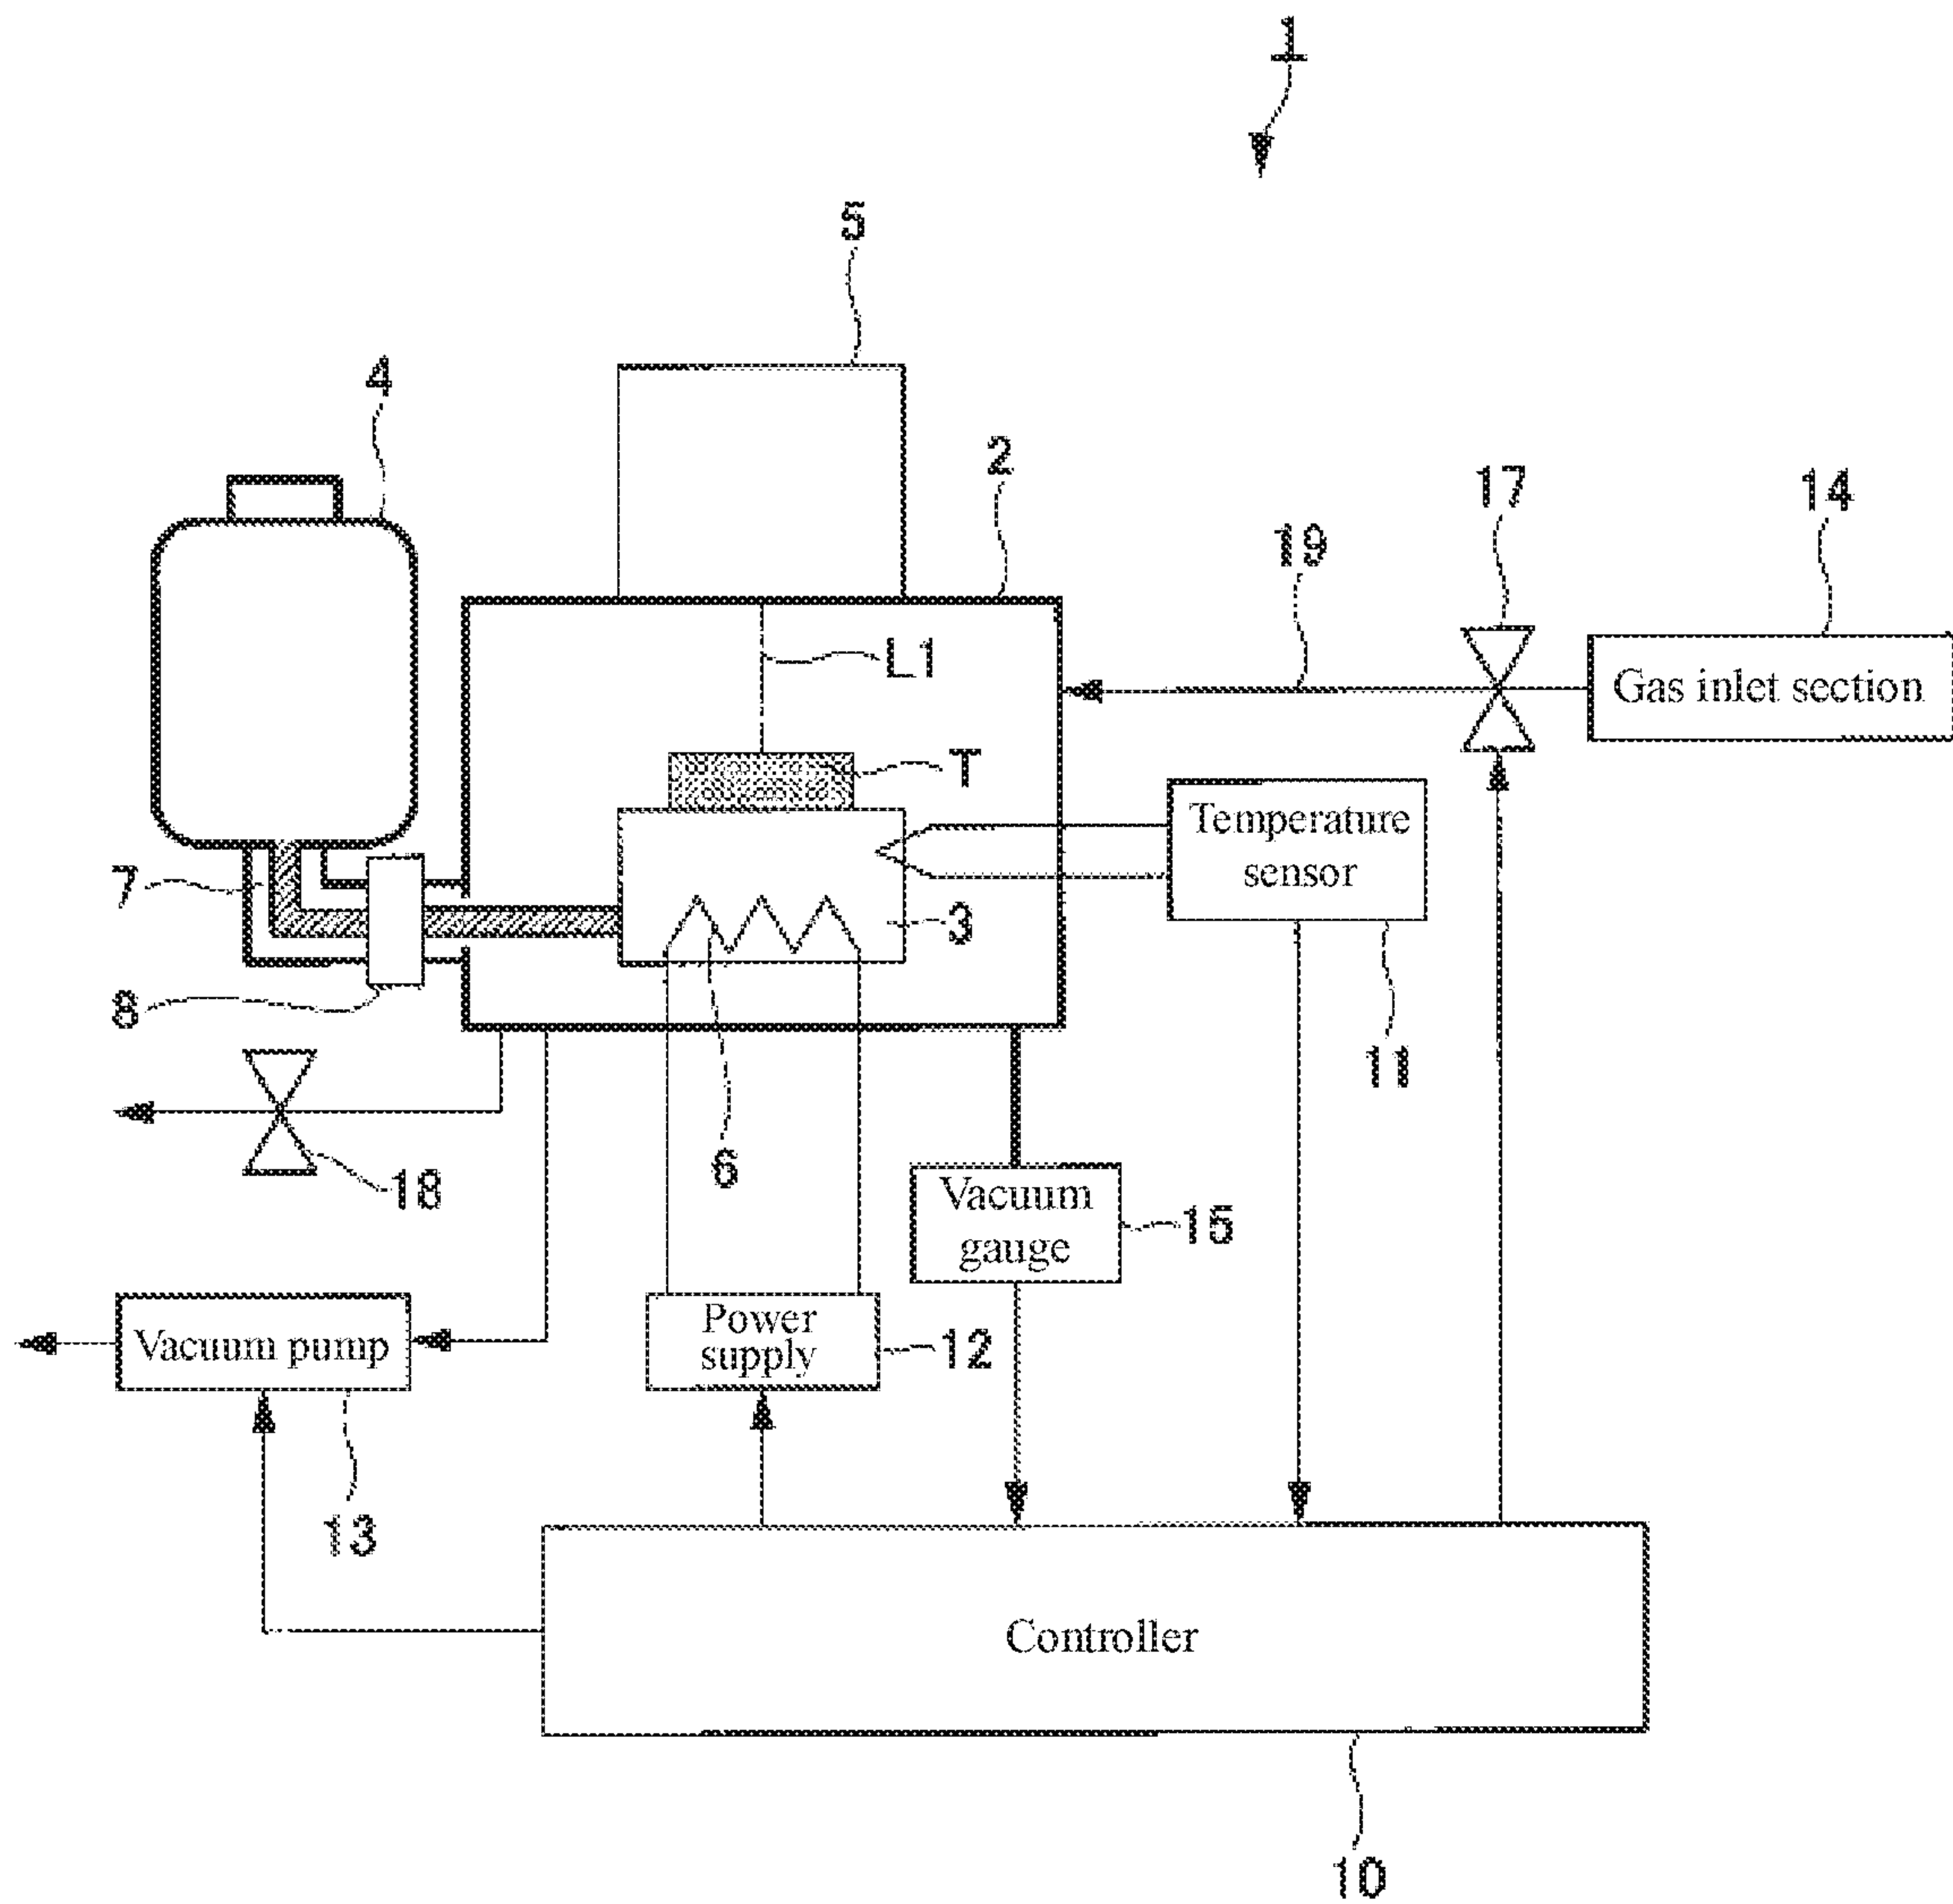 1
5
4
2
17
14
19
L1
Gas inlet section
T
Temperature
sensor
7
3
8
11
6
18
Vacuum
gauge
15
Power
supply
12
Vacuum pump
13
Controller
10